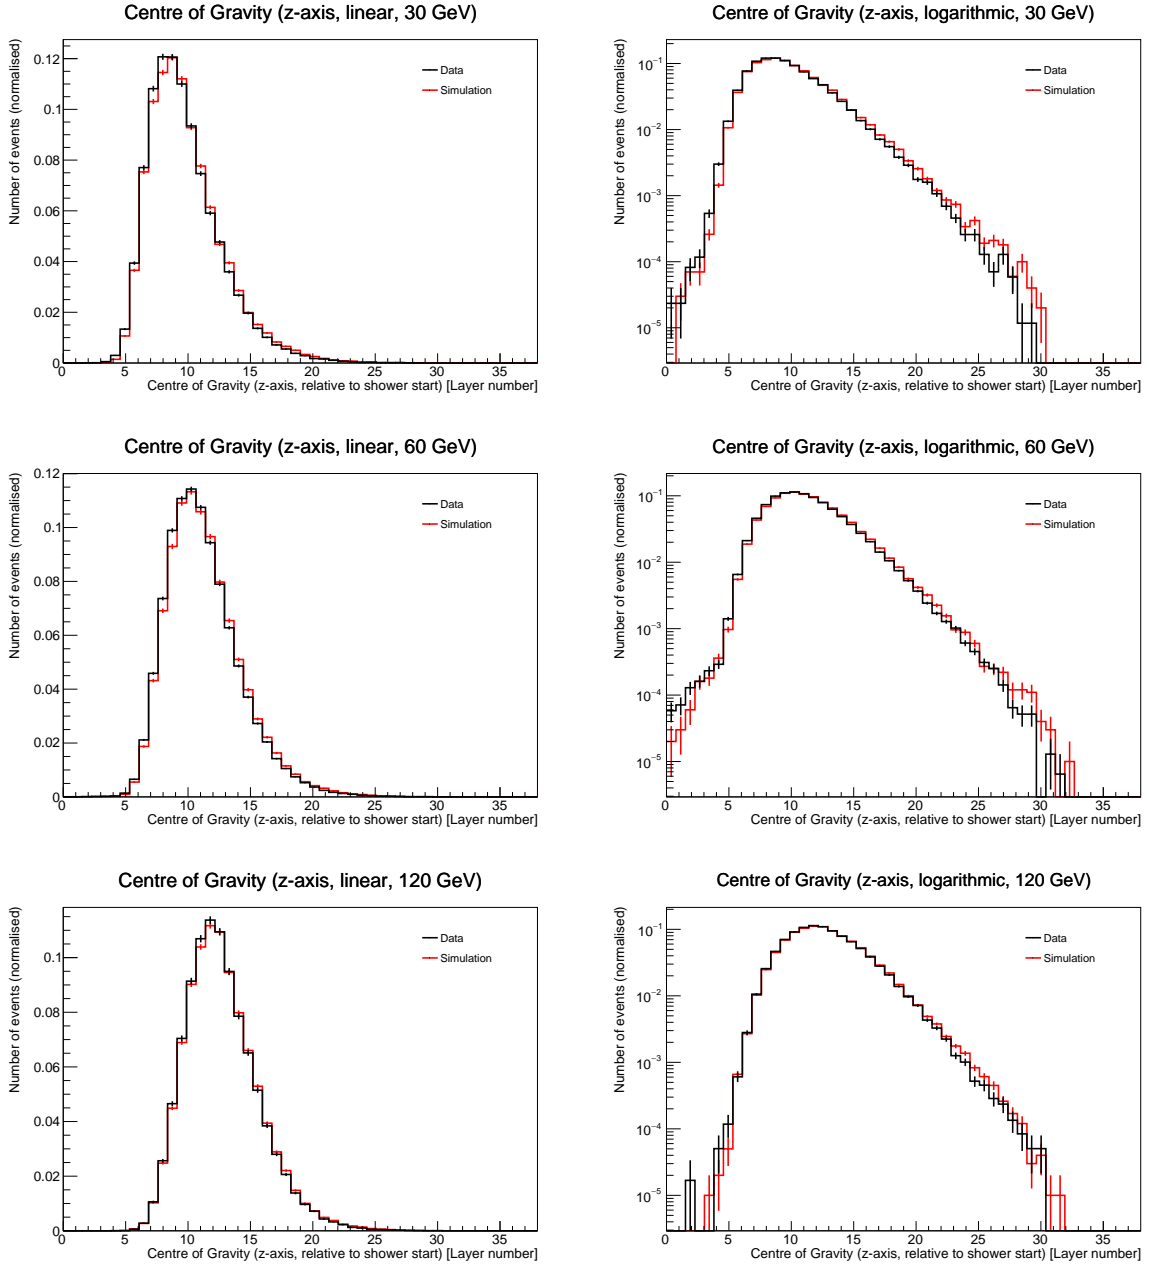 Centre of Gravity (z-axis, linear, 30 GeV)
Number of events (normalised)
0.12
0.1
0.08
0.06
0.04
0.02
0
Data
Simulation
0 5 10 15 20 25 30 35
Centre of Gravity (z-axis, relative to shower start) [Layer number]
Centre of Gravity (z-axis, logarithmic, 30 GeV)
Number of events (normalised)
10⁻¹
10⁻²
10⁻³
10⁻⁴
10⁻⁵
Data
Simulation
0 5 10 15 20 25 30 35
Centre of Gravity (z-axis, relative to shower start) [Layer number]
Centre of Gravity (z-axis, linear, 60 GeV)
Number of events (normalised)
0.12
0.1
0.08
0.06
0.04
0.02
0
Data
Simulation
0 5 10 15 20 25 30 35
Centre of Gravity (z-axis, relative to shower start) [Layer number]
Centre of Gravity (z-axis, logarithmic, 60 GeV)
Number of events (normalised)
10⁻¹
10⁻²
10⁻³
10⁻⁴
10⁻⁵
Data
Simulation
0 5 10 15 20 25 30 35
Centre of Gravity (z-axis, relative to shower start) [Layer number]
Centre of Gravity (z-axis, linear, 120 GeV)
Number of events (normalised)
0.1
0.08
0.06
0.04
0.02
0
Data
Simulation
0 5 10 15 20 25 30 35
Centre of Gravity (z-axis, relative to shower start) [Layer number]
Centre of Gravity (z-axis, logarithmic, 120 GeV)
Number of events (normalised)
10⁻¹
10⁻²
10⁻³
10⁻⁴
10⁻⁵
Data
Simulation
0 5 10 15 20 25 30 35
Centre of Gravity (z-axis, relative to shower start) [Layer number]